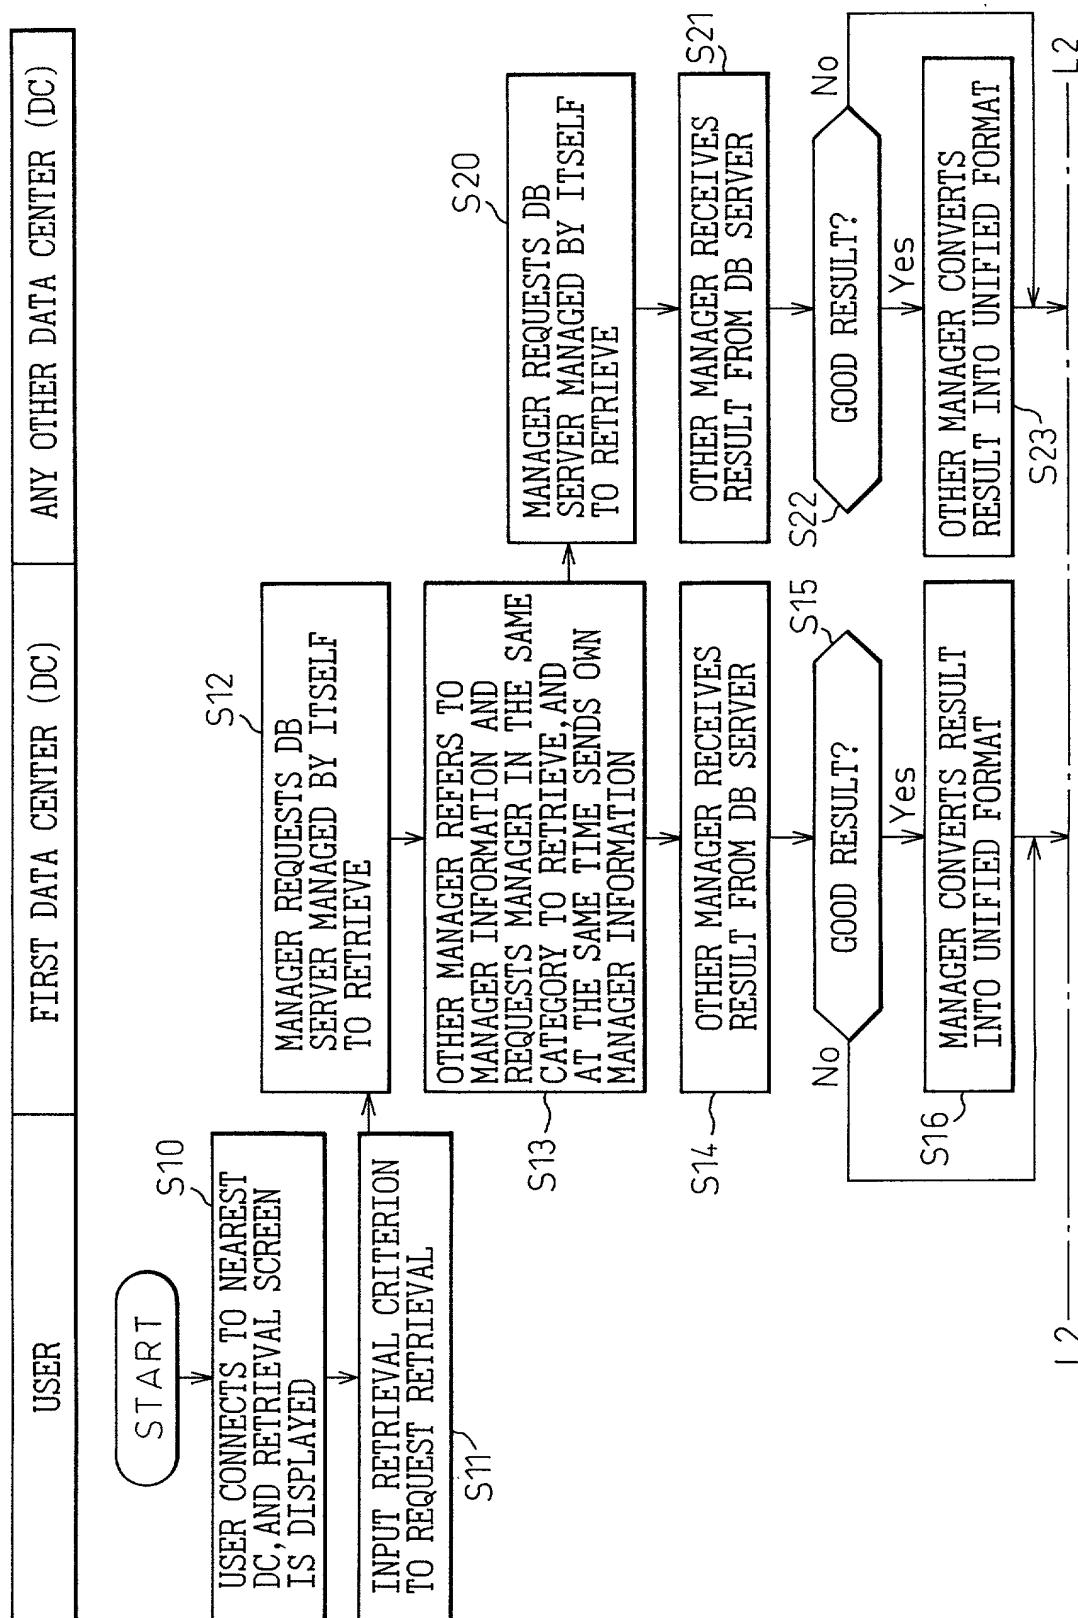 USER
FIRST DATA CENTER (DC)
ANY OTHER DATA CENTER (DC)
START
S10
USER CONNECTS TO NEAREST
DC, AND RETRIEVAL SCREEN
IS DISPLAYED
INPUT RETRIEVAL CRITERION
TO REQUEST RETRIEVAL
S11
S12
MANAGER REQUESTS DB
SERVER MANAGED BY ITSELF
TO RETRIEVE
OTHER MANAGER REFERS TO
MANAGER INFORMATION AND
REQUESTS MANAGER IN THE SAME
CATEGORY TO RETRIEVE, AND
AT THE SAME TIME SENDS OWN
MANAGER INFORMATION
S13
S20
MANAGER REQUESTS DB
SERVER MANAGED BY ITSELF
TO RETRIEVE
OTHER MANAGER RECEIVES
RESULT FROM DB SERVER
S14
OTHER MANAGER RECEIVES
RESULT FROM DB SERVER
S21
GOOD RESULT?
S15
No
Yes
GOOD RESULT?
S22
No
Yes
MANAGER CONVERTS RESULT
INTO UNIFIED FORMAT
S16
OTHER MANAGER CONVERTS
RESULT INTO UNIFIED FORMAT
S23
L2
L2